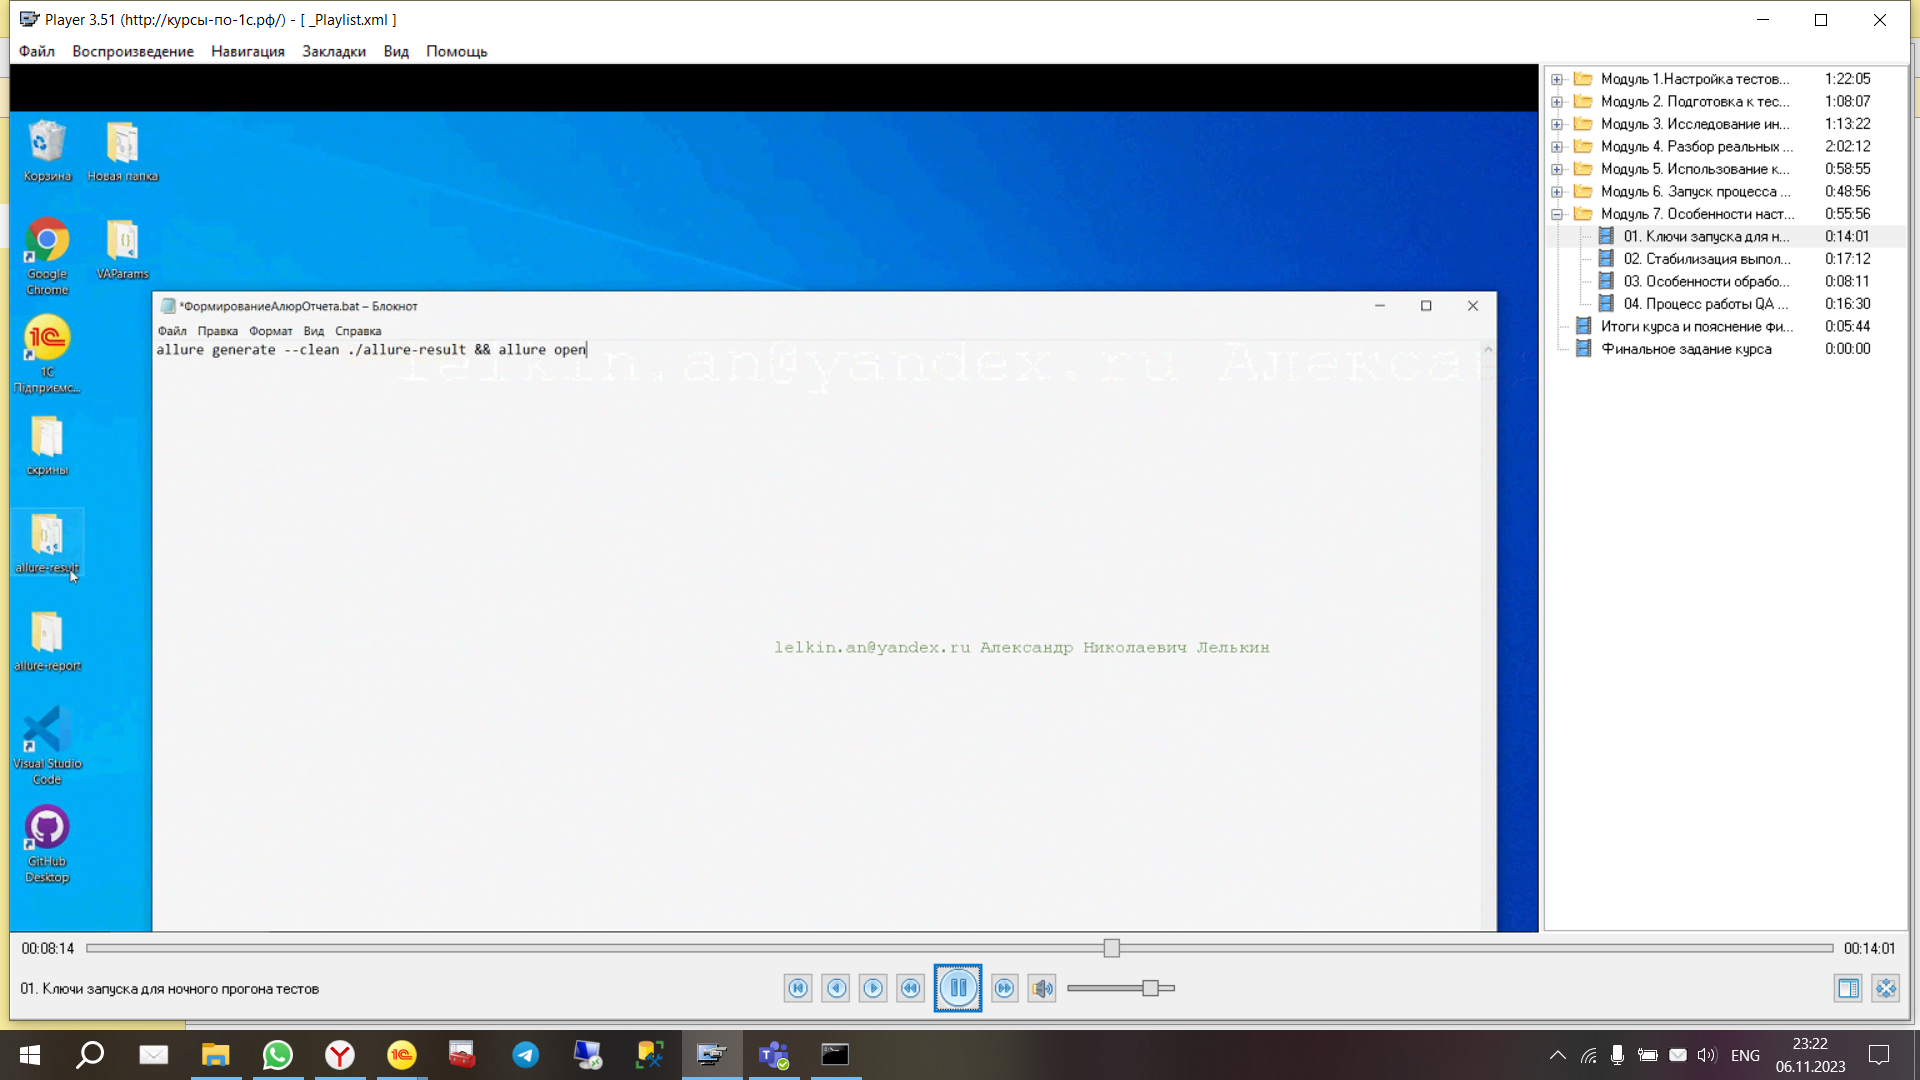 Player 3.51 (http://курсы-по-1с.рф/) - [ _Playlist.xml ]
Файл Воспроизведение Навигация Закладки Вид Помощь
Корзина
Новая папка
Google Chrome
VAParams
1C Підприємс...
скрины
allure-result
allure-report
Visual Studio Code
GitHub Desktop
*ФормированиеАлюрОтчета.bat – Блокнот
Файл Правка Формат Вид Справка
allure generate --clean ./allure-result && allure open
lelkin.an@yandex.ru Алекса
lelkin.an@yandex.ru Александр Николаевич Лелькин
Модуль 1.Настройка тестов... 1:22:05
Модуль 2. Подготовка к тес... 1:08:07
Модуль 3. Исследование ин... 1:13:22
Модуль 4. Разбор реальных ... 2:02:12
Модуль 5. Использование к... 0:58:55
Модуль 6. Запуск процесса ... 0:48:56
Модуль 7. Особенности наст... 0:55:56
01. Ключи запуска для н... 0:14:01
02. Стабилизация выпол... 0:17:12
03. Особенности обрабо... 0:08:11
04. Процесс работы QA ... 0:16:30
Итоги курса и пояснение фи... 0:05:44
Финальное задание курса 0:00:00
00:08:14
00:14:01
01. Ключи запуска для ночного прогона тестов
ENG
23:22
06.11.2023